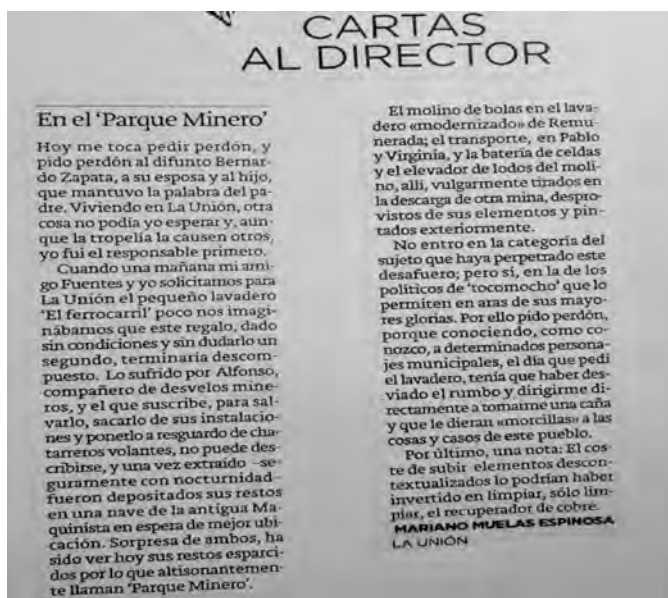 CARTAS
AL DIRECTOR
En el 'Parque Minero'
Hoy me toca pedir perdón, y
pido perdón al difunto Bernar-
do Zapata, a su esposa y al hijo,
que mantuvo la palabra del pa-
dre. Viviendo en La Unión, otra
cosa no podía yo esperar y, aun-
que la tropelía la causen otros,
yo fui el responsable primero.
Cuando una mañana mi ami-
go Fuentes y yo solicitamos para
La Unión el pequeño lavadero
'El ferrocarril' poco nos imagi-
nábamos que este regalo, dado
sin condiciones y sin dudarlo un
segundo, terminaría descom-
puesto. Lo sufrido por Alfonso,
compañero de desvelos mine-
ros, y el que suscribe, para sal-
varlo, sacarlo de sus instalacio-
nes y ponerlo a resguardo de cha-
tarreros volantes, no puede des-
cribirse, y una vez extraído –se-
guramente con nocturnidad–
fueron depositados sus restos
en una nave de la antigua Ma-
quinista en espera de mejor ubi-
cación. Sorpresa de ambos, ha
sido ver hoy sus restos esparci-
dos por lo que altisonantemen-
te llaman 'Parque Minero'.
El molino de bolas en el lava-
dero «modernizado» de Remu-
nerada; el transporte, en Pablo
y Virginia, y la batería de celdas
y el elevador de lodos del moli-
no, allí, vulgarmente tirados en
la descarga de otra mina, despro-
vistos de sus elementos y pin-
tados exteriormente.
No entro en la categoría del
sujeto que haya perpetrado este
desafuero; pero sí, en la de los
políticos de 'tocomocho' que lo
permiten en aras de sus mayo-
res glorias. Por ello pido perdón,
porque conociendo, como co-
nozco, a determinados persona-
jes municipales, el día que pedí
el lavadero, tenía que haber des-
viado el rumbo y dirigirme di-
rectamente a tomarme una caña
y que le dieran «morcillas» a las
cosas y casos de este pueblo.
Por último, una nota: El cos-
te de subir elementos descon-
textualizados lo podrían haber
invertido en limpiar, sólo lim-
piar, el recuperador de cobre.
MARIANO MUELAS ESPINOSA
LA UNIÓN